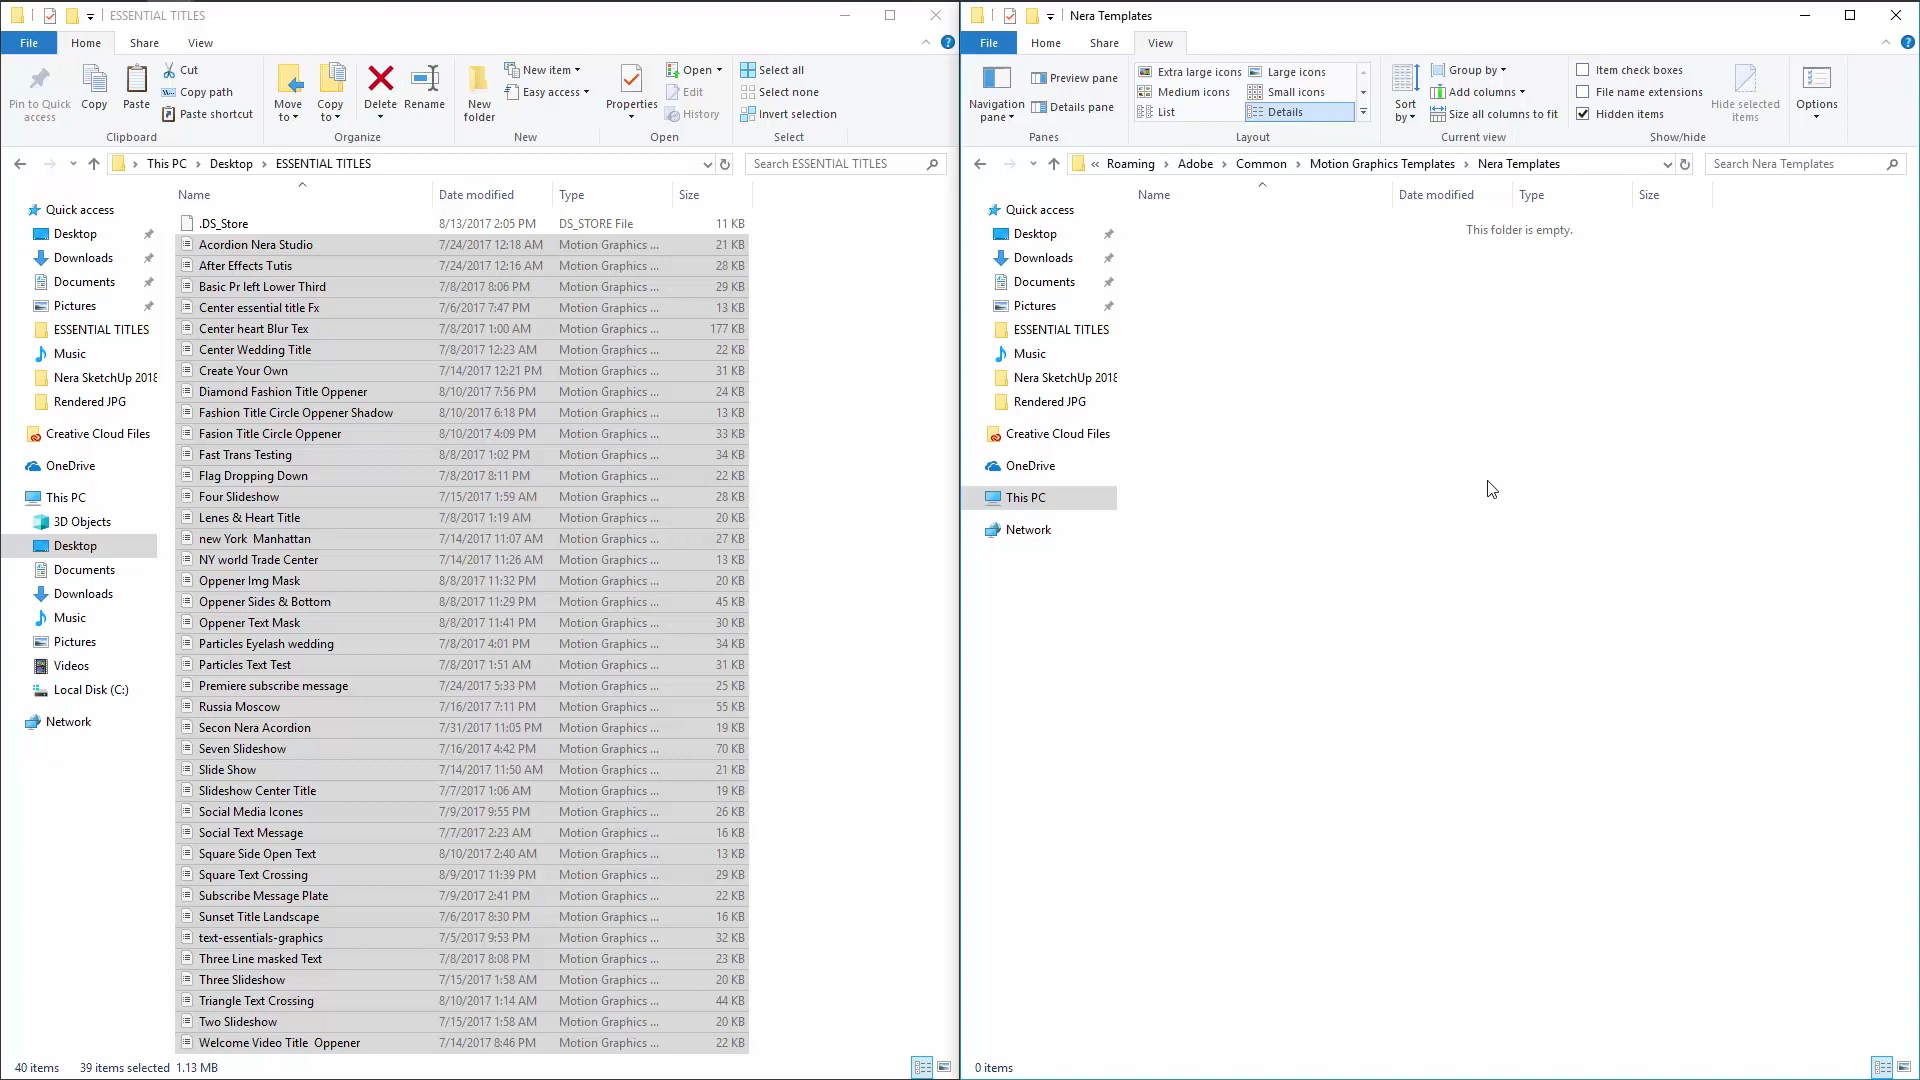 ESSENTIAL TITLES
File Home Share View
Pin to Quick access
Copy
Paste
Cut
Copy path
Paste shortcut
Clipboard
Move to
Copy to
Delete
Rename
Organize
New folder
New item
Easy access
New
Properties
Open
Edit
History
Open
Select all
Select none
Invert selection
Select
This PC > Desktop > ESSENTIAL TITLES
Search ESSENTIAL TITLES
Quick access
Desktop
Downloads
Documents
Pictures
ESSENTIAL TITLES
Music
Nera SketchUp 2018
Rendered JPG
Creative Cloud Files
OneDrive
This PC
3D Objects
Desktop
Documents
Downloads
Music
Pictures
Videos
Local Disk (C:)
Network
Name Date modified Type Size
.DS_Store 8/13/2017 2:05 PM DS_STORE File 11 KB
Acordion Nera Studio 7/24/2017 12:18 AM Motion Graphics ... 21 KB
After Effects Tutis 7/24/2017 12:16 AM Motion Graphics ... 28 KB
Basic Pr left Lower Third 7/8/2017 8:06 PM Motion Graphics ... 29 KB
Center essential title Fx 7/6/2017 7:47 PM Motion Graphics ... 13 KB
Center heart Blur Tex 7/8/2017 1:00 AM Motion Graphics ... 177 KB
Center Wedding Title 7/8/2017 12:23 AM Motion Graphics ... 22 KB
Create Your Own 7/14/2017 12:21 PM Motion Graphics ... 31 KB
Diamond Fashion Title Oppener 8/10/2017 7:56 PM Motion Graphics ... 24 KB
Fashion Title Circle Oppener Shadow 8/10/2017 6:18 PM Motion Graphics ... 13 KB
Fasion Title Circle Oppener 8/10/2017 4:09 PM Motion Graphics ... 33 KB
Fast Trans Testing 8/8/2017 1:02 PM Motion Graphics ... 34 KB
Flag Dropping Down 7/8/2017 8:11 PM Motion Graphics ... 22 KB
Four Slideshow 7/15/2017 1:59 AM Motion Graphics ... 28 KB
Lenes & Heart Title 7/8/2017 1:19 AM Motion Graphics ... 20 KB
new York Manhattan 7/14/2017 11:07 AM Motion Graphics ... 27 KB
NY world Trade Center 7/14/2017 11:26 AM Motion Graphics ... 13 KB
Oppener Img Mask 8/8/2017 11:32 PM Motion Graphics ... 20 KB
Oppener Sides & Bottom 8/8/2017 11:29 PM Motion Graphics ... 45 KB
Oppener Text Mask 8/8/2017 11:41 PM Motion Graphics ... 30 KB
Particles Eyelash wedding 7/8/2017 4:01 PM Motion Graphics ... 34 KB
Particles Text Test 7/8/2017 1:51 AM Motion Graphics ... 31 KB
Premiere subscribe message 7/24/2017 5:33 PM Motion Graphics ... 25 KB
Russia Moscow 7/16/2017 7:11 PM Motion Graphics ... 55 KB
Secon Nera Acordion 7/31/2017 11:05 PM Motion Graphics ... 19 KB
Seven Slideshow 7/16/2017 4:42 PM Motion Graphics ... 70 KB
Slide Show 7/14/2017 11:50 AM Motion Graphics ... 21 KB
Slideshow Center Title 7/7/2017 1:06 AM Motion Graphics ... 19 KB
Social Media Icones 7/9/2017 9:55 PM Motion Graphics ... 26 KB
Social Text Message 7/7/2017 2:23 AM Motion Graphics ... 16 KB
Square Side Open Text 8/10/2017 2:40 AM Motion Graphics ... 13 KB
Square Text Crossing 8/9/2017 11:39 PM Motion Graphics ... 29 KB
Subscribe Message Plate 7/9/2017 2:41 PM Motion Graphics ... 22 KB
Sunset Title Landscape 7/6/2017 8:30 PM Motion Graphics ... 16 KB
text-essentials-graphics 7/5/2017 9:53 PM Motion Graphics ... 32 KB
Three Line masked Text 7/8/2017 8:08 PM Motion Graphics ... 23 KB
Three Slideshow 7/15/2017 1:58 AM Motion Graphics ... 21 KB
Triangle Text Crossing 8/10/2017 1:14 AM Motion Graphics ... 44 KB
Two Slideshow 7/15/2017 1:58 AM Motion Graphics ... 20 KB
Welcome Video Title Oppener 7/14/2017 8:46 PM Motion Graphics ... 22 KB
40 items 39 items selected 1.13 MB
Nera Templates
File Home Share View
Navigation pane
Preview pane
Details pane
Panes
Extra large icons Large icons
Medium icons Small icons
List Details
Layout
Sort by
Group by
Add columns
Size all columns to fit
Current view
Item check boxes
File name extensions
Hidden items
Hide selected items
Show/hide
Options
« Roaming > Adobe > Common > Motion Graphics Templates > Nera Templates
Search Nera Templates
Quick access
Desktop
Downloads
Documents
Pictures
ESSENTIAL TITLES
Music
Nera SketchUp 2018
Rendered JPG
Creative Cloud Files
OneDrive
This PC
Network
Name Date modified Type Size
This folder is empty.
0 items